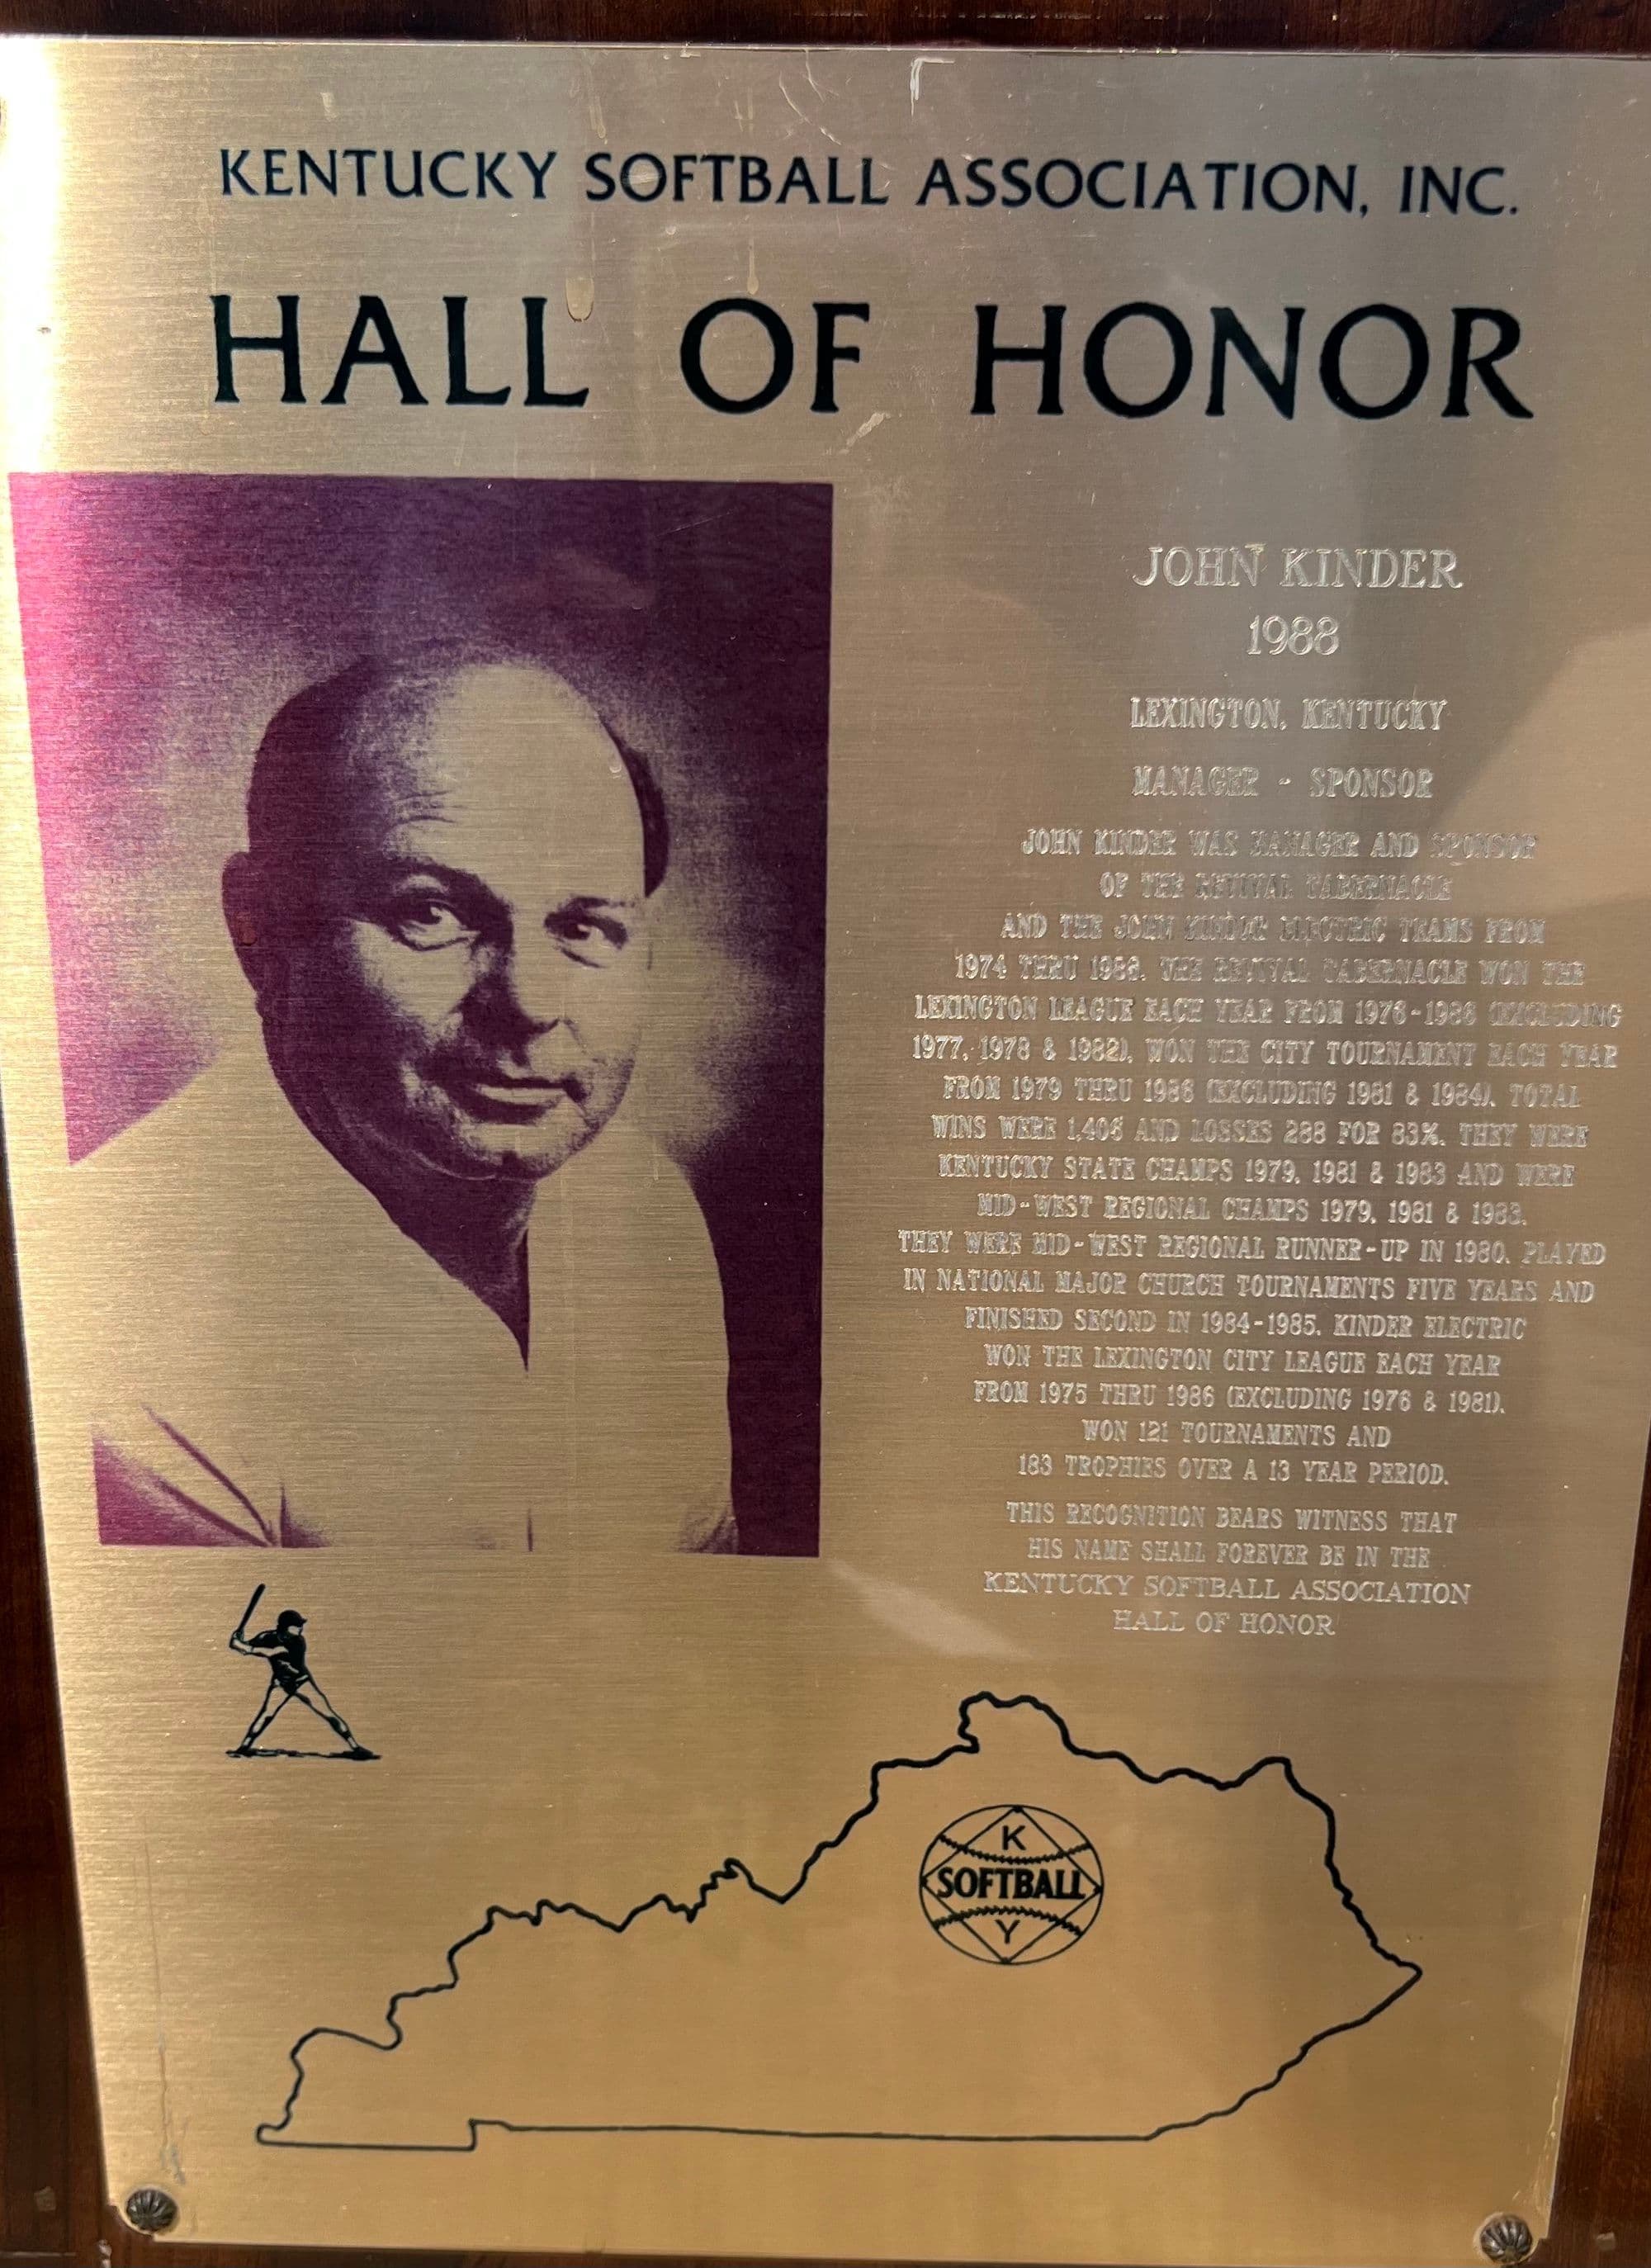 KENTUCKY SOFTBALL ASSOCIATION, INC.
HALL OF HONOR
JOHN KINDER
1988
LEXINGTON, KENTUCKY
MANAGER - SPONSOR
JOHN KINDER WAS MANAGER AND SPONSOR
OF THE REVIVAL TABERNACLE
AND THE JOHN KINDER ELECTRIC TEAMS FROM
1974 THRU 1986. THE REVIVAL TABERNACLE WON THE
LEXINGTON LEAGUE EACH YEAR FROM 1976-1986 (EXCLUDING
1977, 1978 & 1982), WON THE CITY TOURNAMENT EACH YEAR
FROM 1979 THRU 1986 (EXCLUDING 1981 & 1984). TOTAL
WINS WERE 1,406 AND LOSSES 288 FOR 83%. THEY WERE
KENTUCKY STATE CHAMPS 1979, 1981 & 1983 AND WERE
MID-WEST REGIONAL CHAMPS 1979, 1981 & 1983.
THEY WERE MID-WEST REGIONAL RUNNER-UP IN 1980. PLAYED
IN NATIONAL MAJOR CHURCH TOURNAMENTS FIVE YEARS AND
FINISHED SECOND IN 1984-1985. KINDER ELECTRIC
WON THE LEXINGTON CITY LEAGUE EACH YEAR
FROM 1975 THRU 1986 (EXCLUDING 1976 & 1981).
WON 121 TOURNAMENTS AND
183 TROPHIES OVER A 13 YEAR PERIOD.
THIS RECOGNITION BEARS WITNESS THAT
HIS NAME SHALL FOREVER BE IN THE
KENTUCKY SOFTBALL ASSOCIATION
HALL OF HONOR
K
SOFTBALL
Y